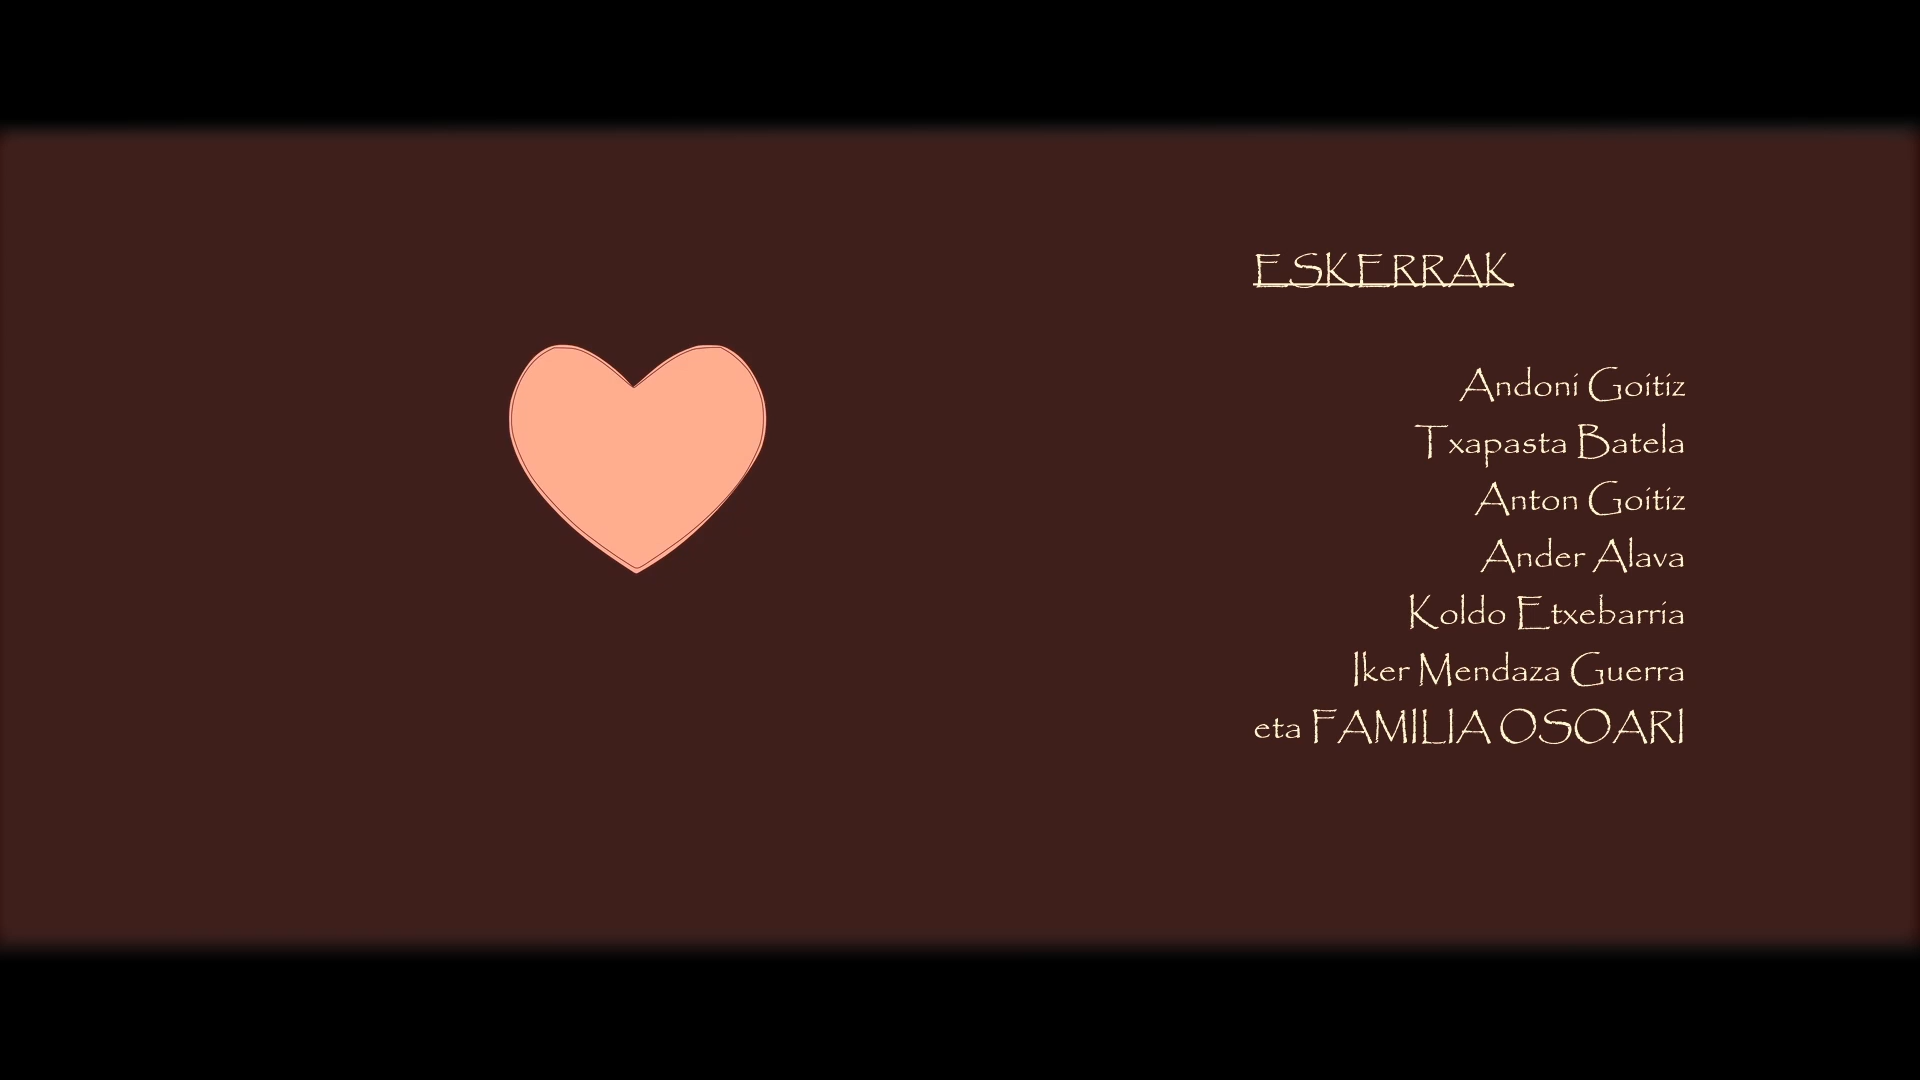 ESKERRAK
Andoni Goitiz
Txapasta Batela
Anton Goitiz
Ander Alava
Koldo Etxebarria
Iker Mendaza Guerra
eta FAMILIA OSOARI